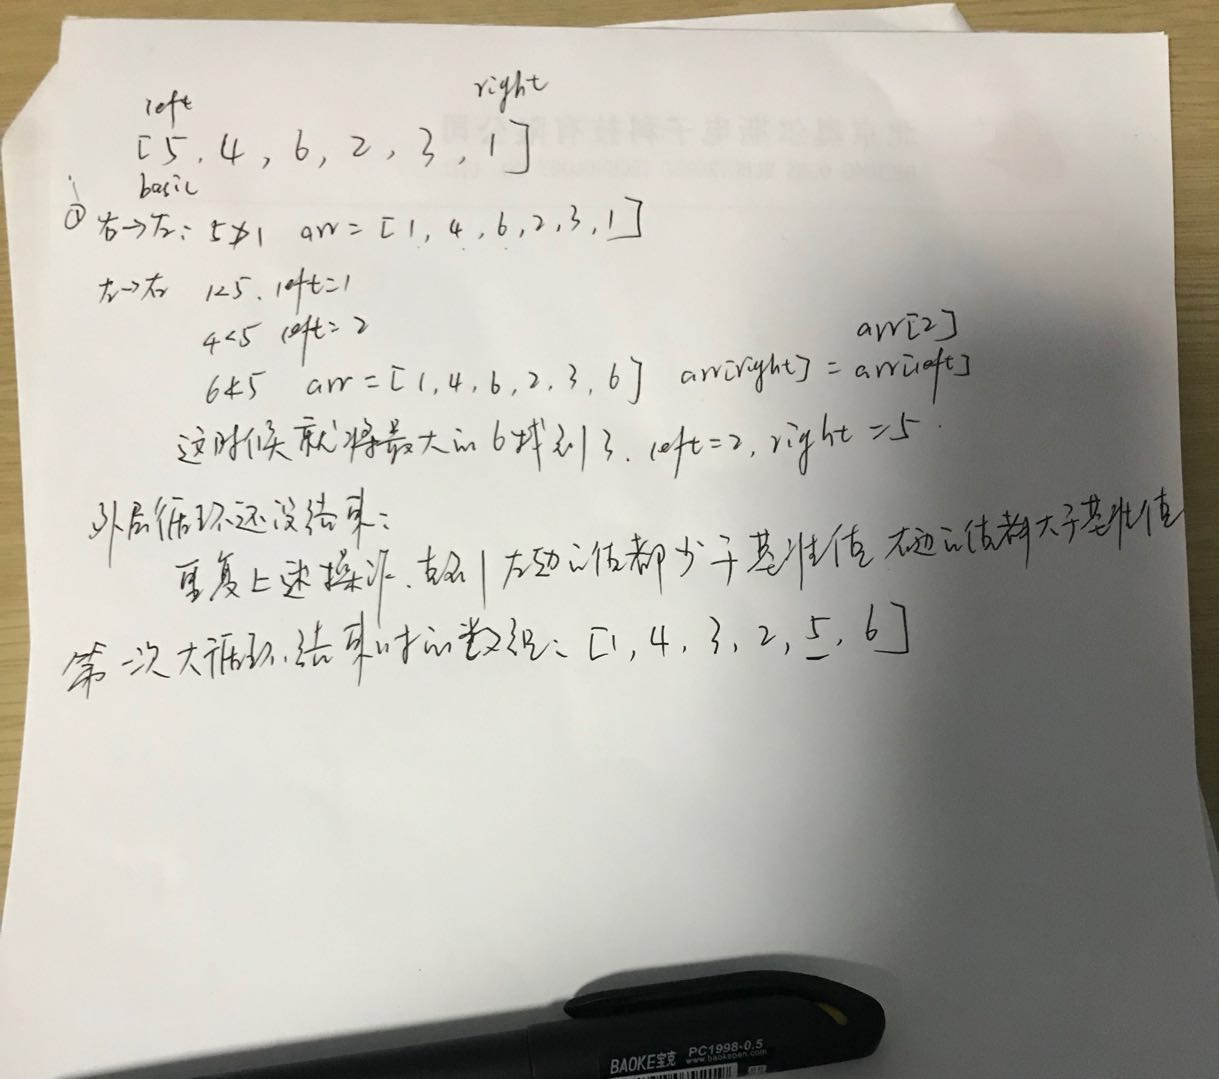 left right
[5, 4, 6, 2, 3, 1]
basic
① 右→左: 5≯1 arr = [1, 4, 6, 2, 3, 1]
左→右 1<5. left=1
4<5 left=2
arr[2]
6≮5 arr = [1, 4, 6, 2, 3, 6] arr[right] = arr[left]
这时候就将最大的6找到了. left=2, right=5.
外层循环还没结束:
重复上述操作. 直到左边的值都少于基准值 右边的值都大于基准值
第一次大循环结束时的数组: [1, 4, 3, 2, 5, 6]
BAOKE宝克 PC1998-0.5
www.baokepen.com